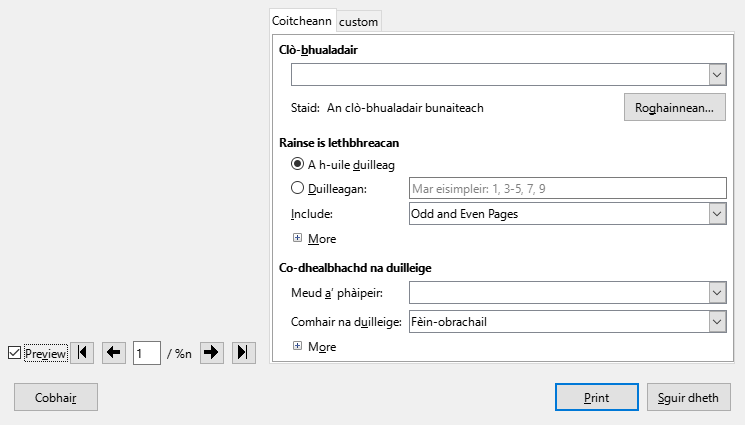 Coitcheann custom
Clò-bhualadair
Staid: An clò-bhualadair bunaiteach Roghainnean...
Rainse is lethbhreacan
A h-uile duilleag
Duilleagan: Mar eisimpleir: 1, 3-5, 7, 9
Include: Odd and Even Pages
More
Co-dhealbhachd na duilleige
Meud a' phàipeir:
Comhair na duilleige: Fèin-obrachail
More
Preview 1 / %n
Cobhair Print Sguir dheth